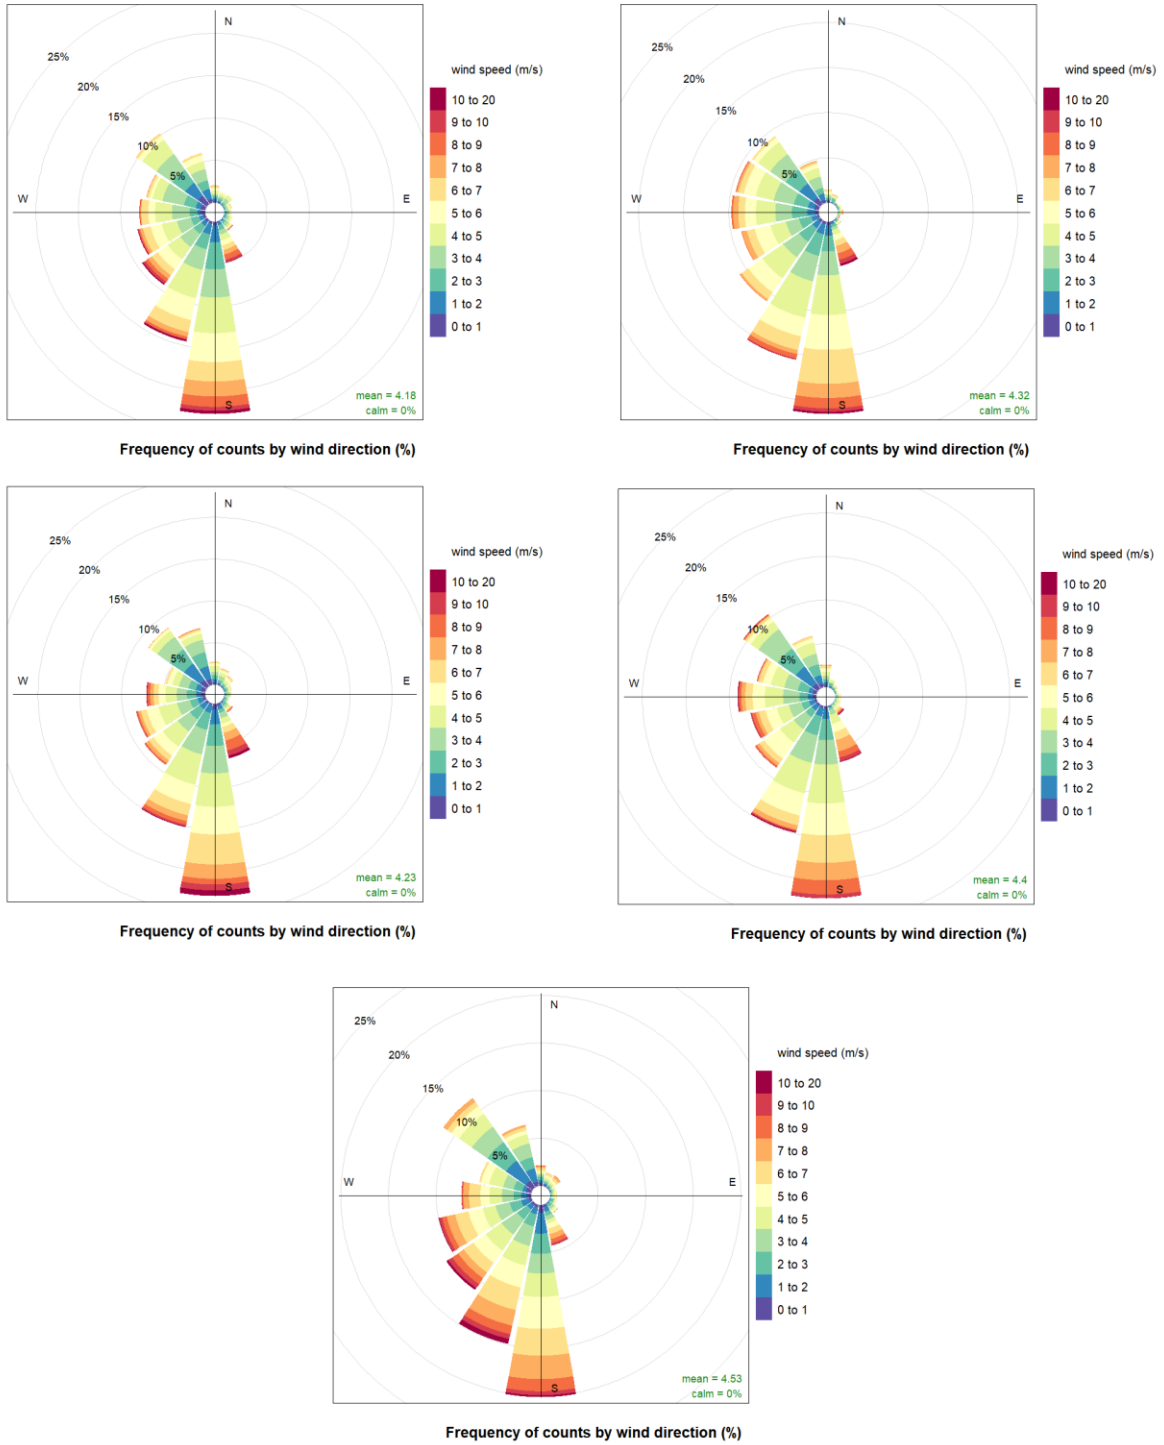 N
25%
20%
15%
10%
5%
W
E
S
mean = 4.18
calm = 0%
wind speed (m/s)
10 to 20
9 to 10
8 to 9
7 to 8
6 to 7
5 to 6
4 to 5
3 to 4
2 to 3
1 to 2
0 to 1
Frequency of counts by wind direction (%)
N
25%
20%
15%
10%
5%
W
E
S
mean = 4.32
calm = 0%
wind speed (m/s)
10 to 20
9 to 10
8 to 9
7 to 8
6 to 7
5 to 6
4 to 5
3 to 4
2 to 3
1 to 2
0 to 1
Frequency of counts by wind direction (%)
N
25%
20%
15%
10%
5%
W
E
S
mean = 4.23
calm = 0%
wind speed (m/s)
10 to 20
9 to 10
8 to 9
7 to 8
6 to 7
5 to 6
4 to 5
3 to 4
2 to 3
1 to 2
0 to 1
Frequency of counts by wind direction (%)
N
25%
20%
15%
10%
5%
W
E
S
mean = 4.4
calm = 0%
wind speed (m/s)
10 to 20
9 to 10
8 to 9
7 to 8
6 to 7
5 to 6
4 to 5
3 to 4
2 to 3
1 to 2
0 to 1
Frequency of counts by wind direction (%)
N
25%
20%
15%
10%
5%
W
E
S
mean = 4.53
calm = 0%
wind speed (m/s)
10 to 20
9 to 10
8 to 9
7 to 8
6 to 7
5 to 6
4 to 5
3 to 4
2 to 3
1 to 2
0 to 1
Frequency of counts by wind direction (%)